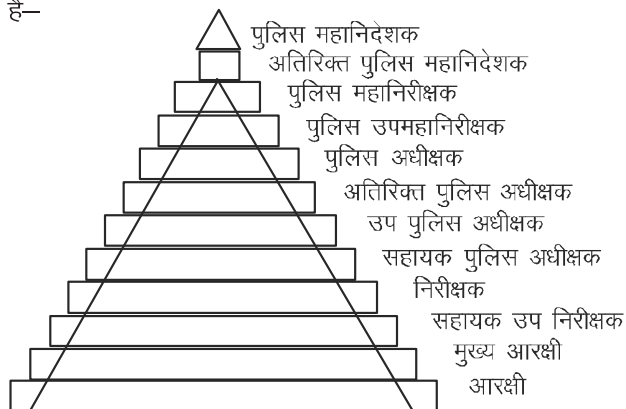 हैं–
पुलिस महानिदेशक
अतिरिक्त पुलिस महानिदेशक
पुलिस महानिरीक्षक
पुलिस उपमहानिरीक्षक
पुलिस अधीक्षक
अतिरिक्त पुलिस अधीक्षक
उप पुलिस अधीक्षक
सहायक पुलिस अधीक्षक
निरीक्षक
सहायक उप निरीक्षक
मुख्य आरक्षी
आरक्षी